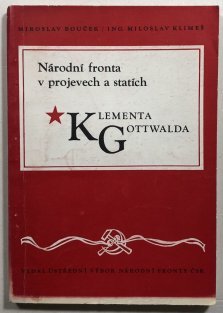 MIROSLAV BOUČEK / ING. MILOSLAV KLIMEŠ
Národní fronta
v projevech a statích
KLEMENTA
GOTTWALDA
VYDAL ÚSTŘEDNÍ VÝBOR NÁRODNÍ FRONTY ČSR